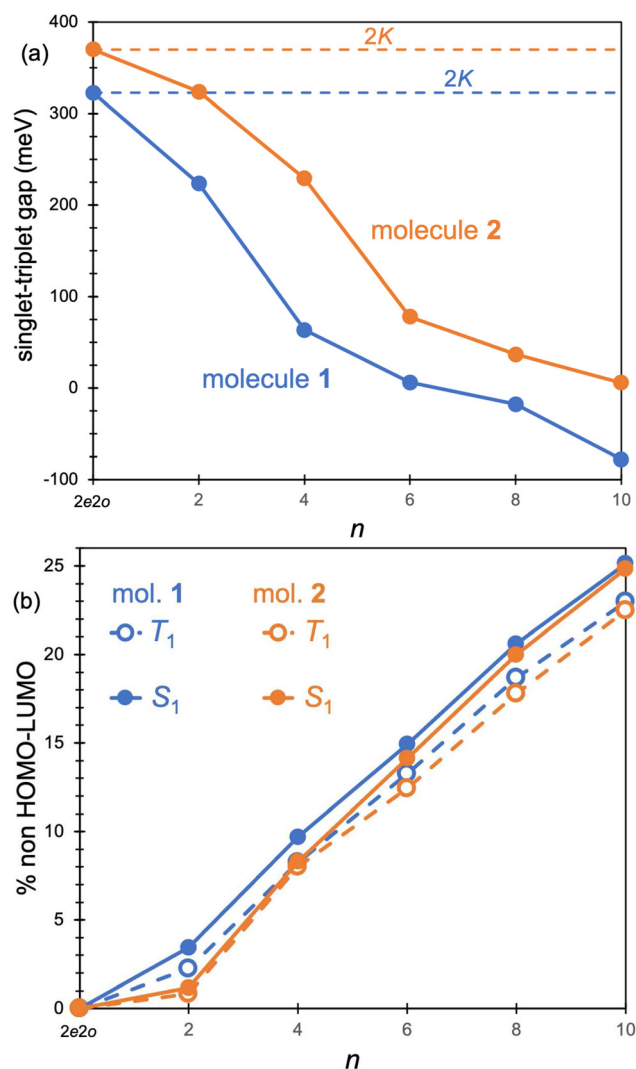 400
(a)
2K
300
2K
singlet-triplet gap (meV)
200
molecule 2
100
molecule 1
0
-100
2e2o
2
4
6
8
10
n
25
(b)
mol. 1
mol. 2
T1
T1
20
S1
S1
15
% non HOMO-LUMO
10
5
0
2e2o
2
4
6
8
10
n